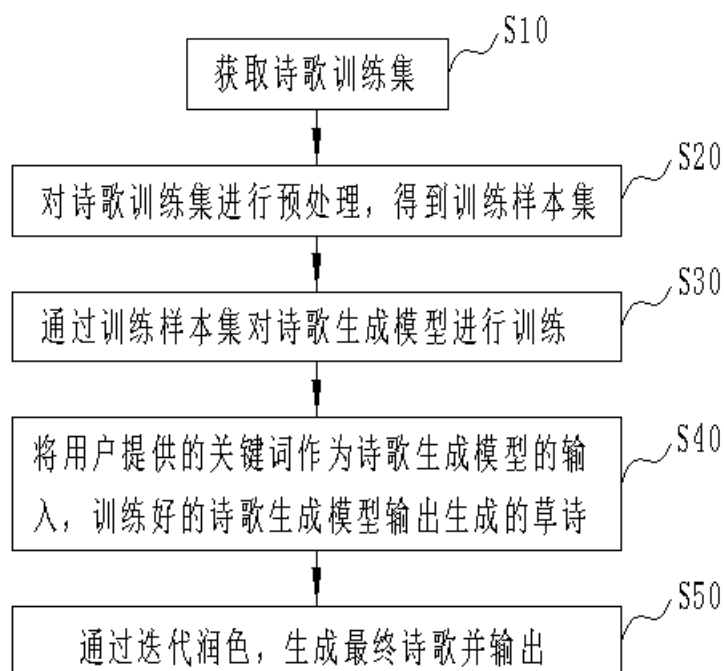 S10
获取诗歌训练集
S20
对诗歌训练集进行预处理，得到训练样本集
S30
通过训练样本集对诗歌生成模型进行训练
S40
将用户提供的关键词作为诗歌生成模型的输
入，训练好的诗歌生成模型输出生成的草诗
S50
通过迭代润色，生成最终诗歌并输出